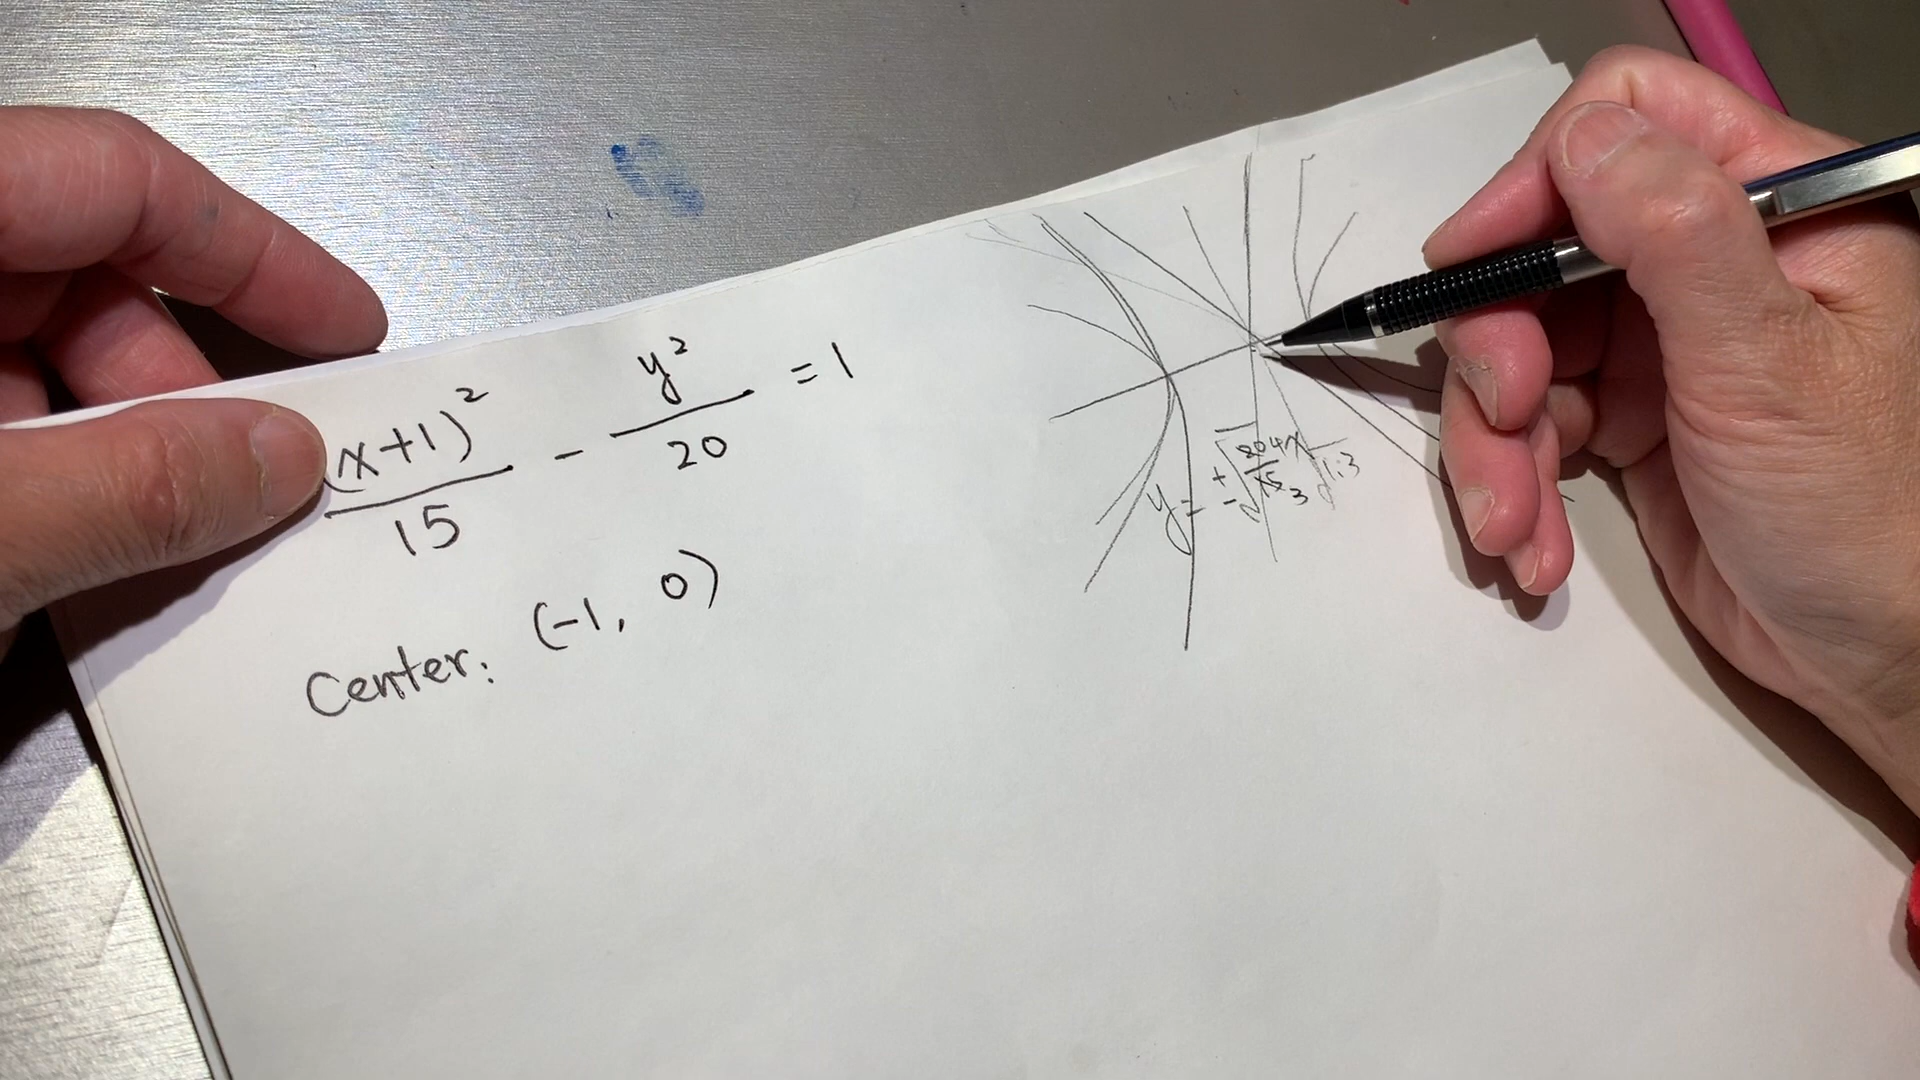 (x+1)²/15 - y²/20 = 1
Center: (-1, 0)
y = ±